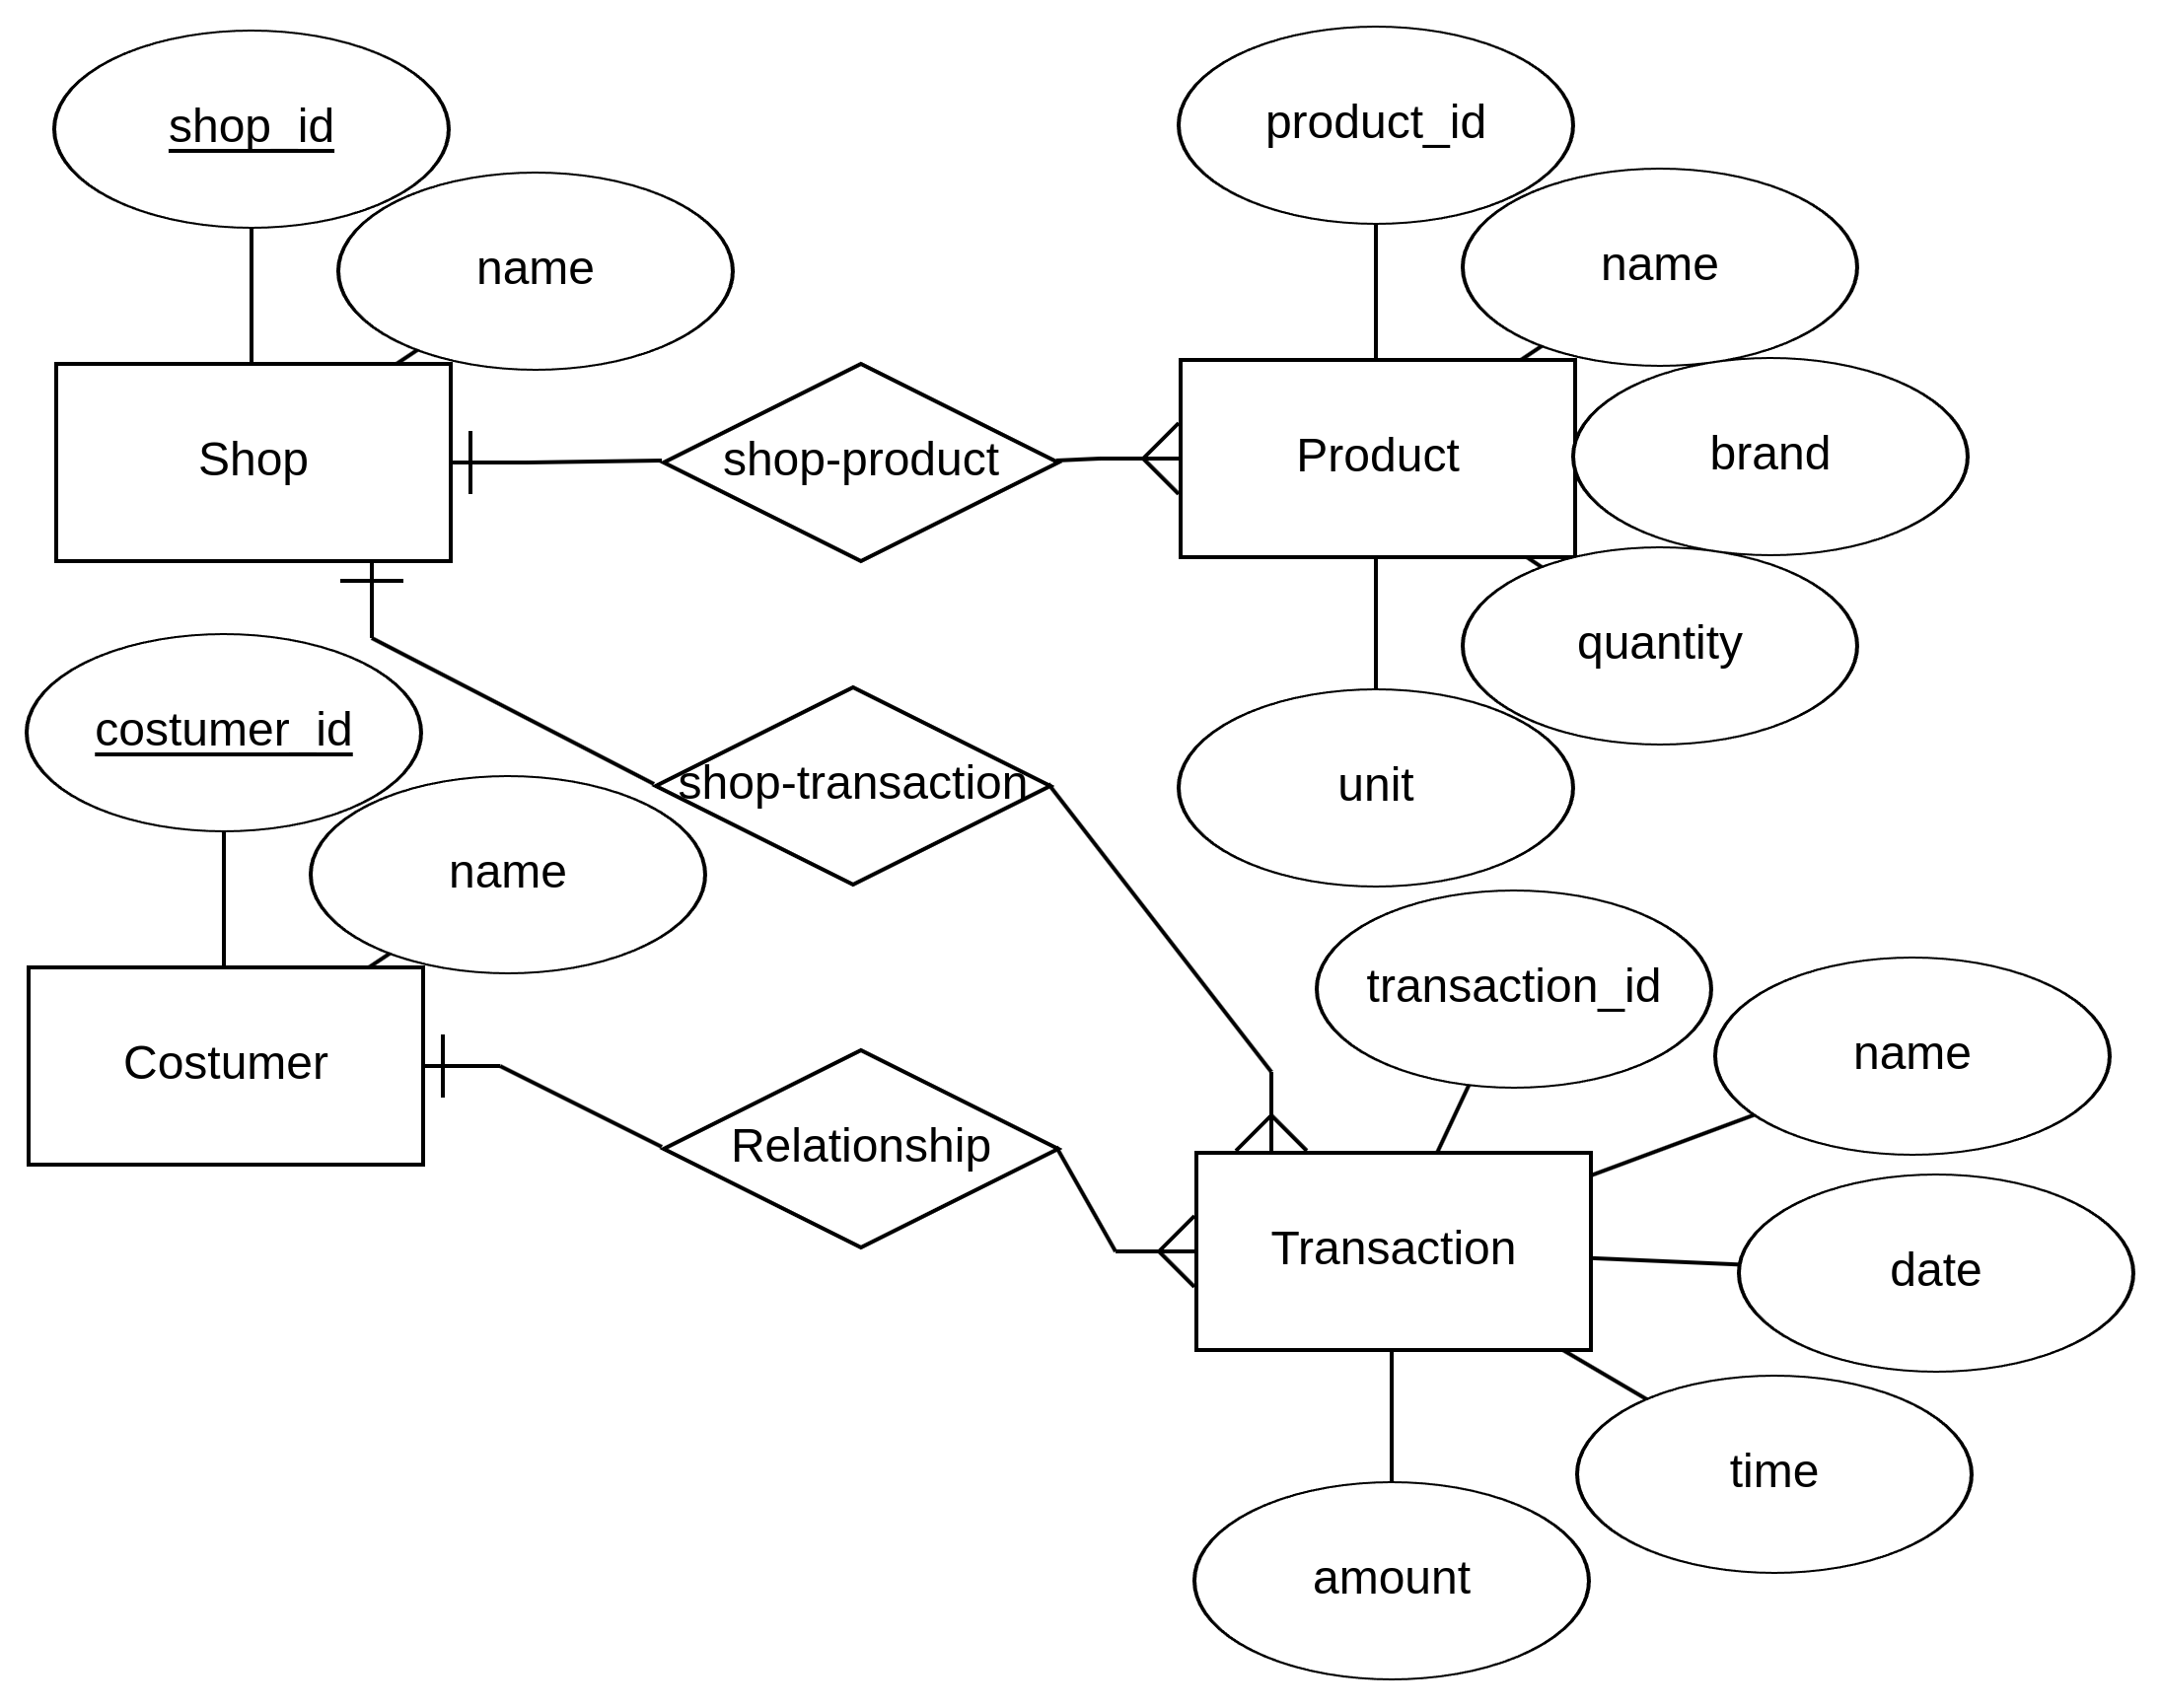 shop_id
product_id
name
name
Shop
shop-product
Product
brand
quantity
costumer_id
shop-transaction
unit
name
transaction_id
name
Costumer
Relationship
Transaction
date
time
amount